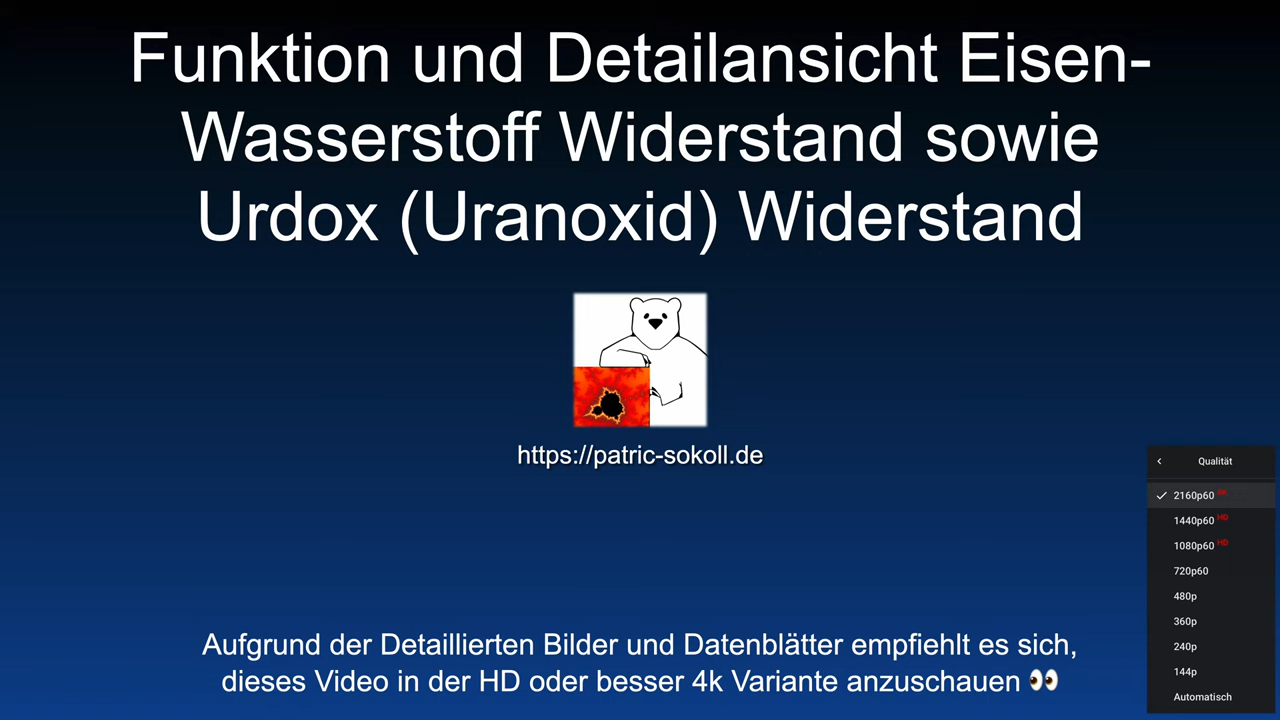 Funktion und Detailansicht Eisen-
Wasserstoff Widerstand sowie
Urdox (Uranoxid) Widerstand
https://patric-sokoll.de
Qualität
2160p60 4K
1440p60 HD
1080p60 HD
720p60
480p
360p
240p
144p
Automatisch
Aufgrund der Detaillierten Bilder und Datenblätter empfiehlt es sich,
dieses Video in der HD oder besser 4k Variante anzuschauen 👀